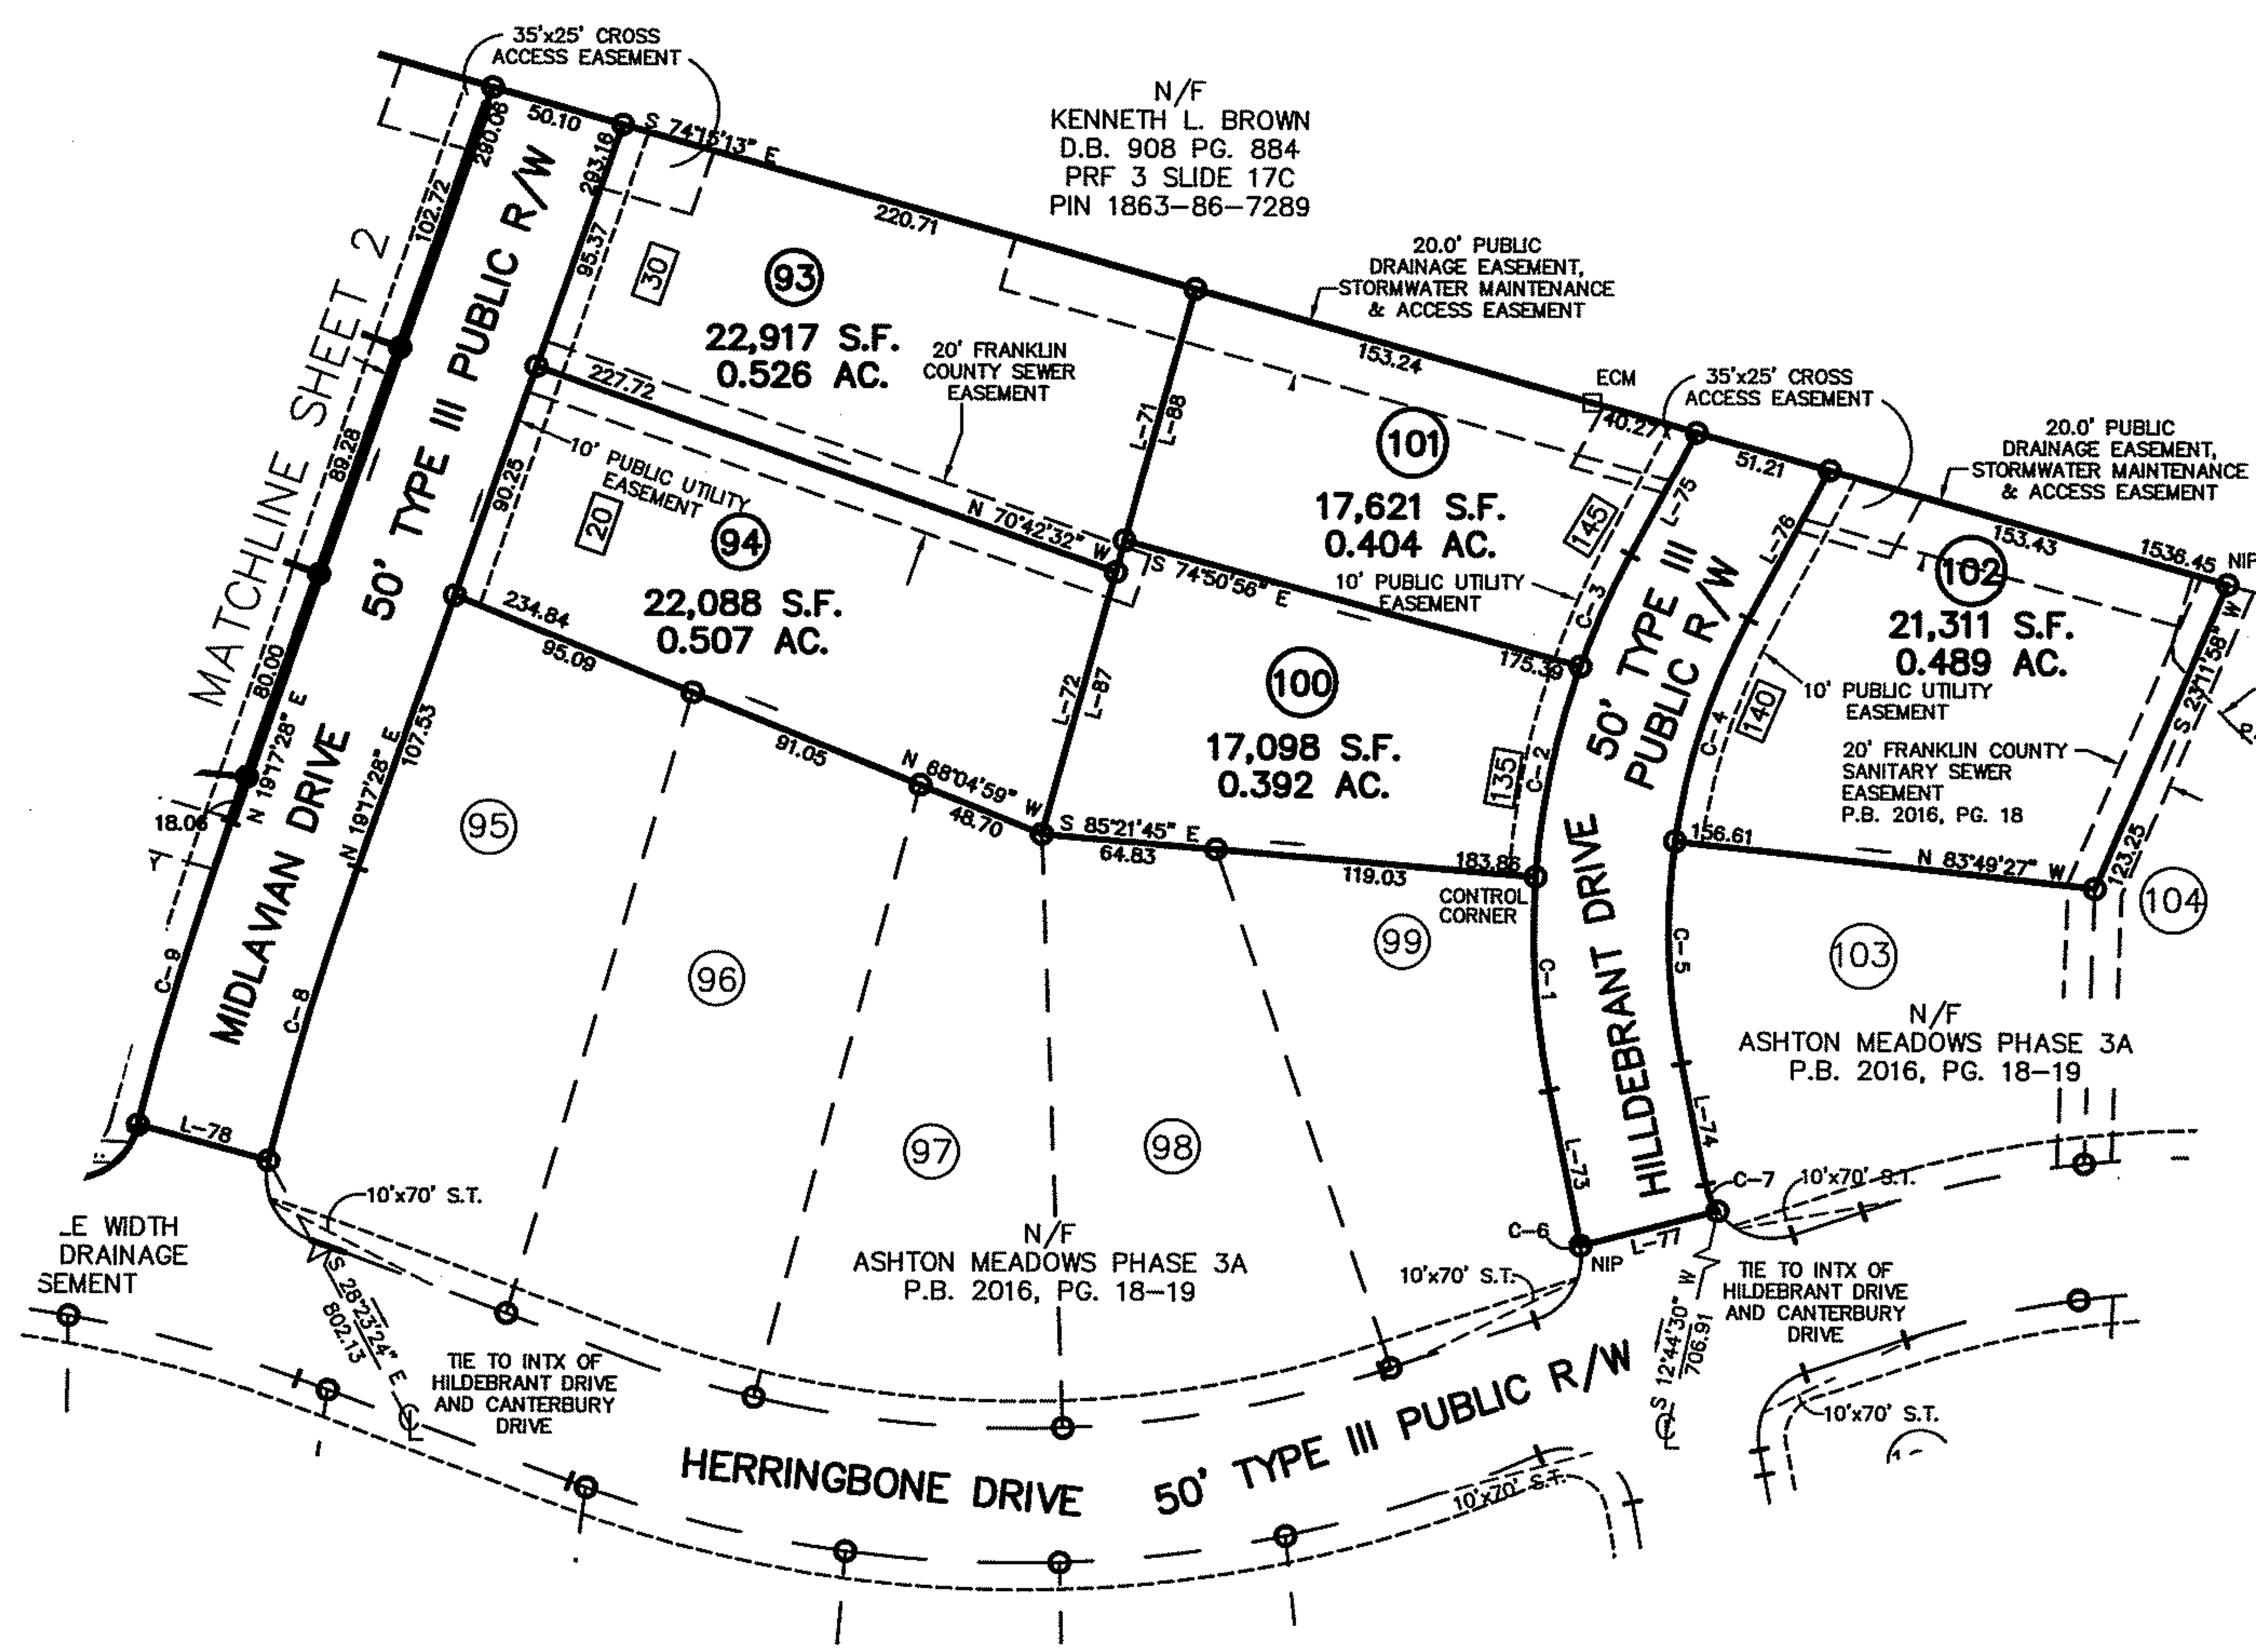 35'x25' CROSS
ACCESS EASEMENT
N/F
KENNETH L. BROWN
D.B. 908 PG. 884
PRF 3 SLIDE 17C
PIN 1863-86-7289
50.10
S 74°15'13" E
290.06
293.16
102.72
95.37
220.71
30
93
22,917 S.F.
0.526 AC.
20' FRANKLIN
COUNTY SEWER
EASEMENT
20.0' PUBLIC
DRAINAGE EASEMENT,
STORMWATER MAINTENANCE
& ACCESS EASEMENT
153.24
ECM
40.27
35'x25' CROSS
ACCESS EASEMENT
51.21
20.0' PUBLIC
DRAINAGE EASEMENT,
STORMWATER MAINTENANCE
& ACCESS EASEMENT
153.43
1536.45
NIP
MATCHLINE SHEET 2
50' TYPE III PUBLIC R/W
89.28
227.72
N 70°42'32" W
L-71
L-88
101
17,621 S.F.
0.404 AC.
145
L-75
L-76
10' PUBLIC UTILITY
EASEMENT
90.25
20
94
22,088 S.F.
0.507 AC.
S 74°50'56" E
10' PUBLIC UTILITY
EASEMENT
C-3
175.39
50' TYPE III
PUBLIC R/W
102
21,311 S.F.
0.489 AC.
S 23°11'58" W
10' PUBLIC UTILITY
EASEMENT
140
C-4
20' FRANKLIN COUNTY
SANITARY SEWER
EASEMENT
P.B. 2016, PG. 18
80.00
N 19°17'28" E
234.84
95.09
91.05
N 68°04'59" W
48.70
L-72
L-87
100
17,098 S.F.
0.392 AC.
135
C-2
18.06
MIDLAVIAN DRIVE
107.53
N 19°17'28" E
95
S 85°21'45" E
64.83
183.86
119.03
CONTROL
CORNER
156.61
N 83°49'27" W
123.25
104
99
96
C-1
C-5
103
N/F
ASHTON MEADOWS PHASE 3A
P.B. 2016, PG. 18-19
HILLDEBRANT DRIVE
C-9
C-8
L-78
97
98
L-73
L-74
C-7
10'x70' S.T.
10'x70' S.T.
N/F
ASHTON MEADOWS PHASE 3A
P.B. 2016, PG. 18-19
C-6
NIP
L-77
10'x70' S.T.
_E WIDTH
DRAINAGE
SEMENT
S 28°23'24" E
802.13
TIE TO INTX OF
HILDEBRANT DRIVE
AND CANTERBURY
DRIVE
S 12°44'30" W
706.91
TIE TO INTX OF
HILDEBRANT DRIVE
AND CANTERBURY
DRIVE
10'x70' S.T.
10'x70' S.T.
HERRINGBONE DRIVE 50' TYPE III PUBLIC R/W